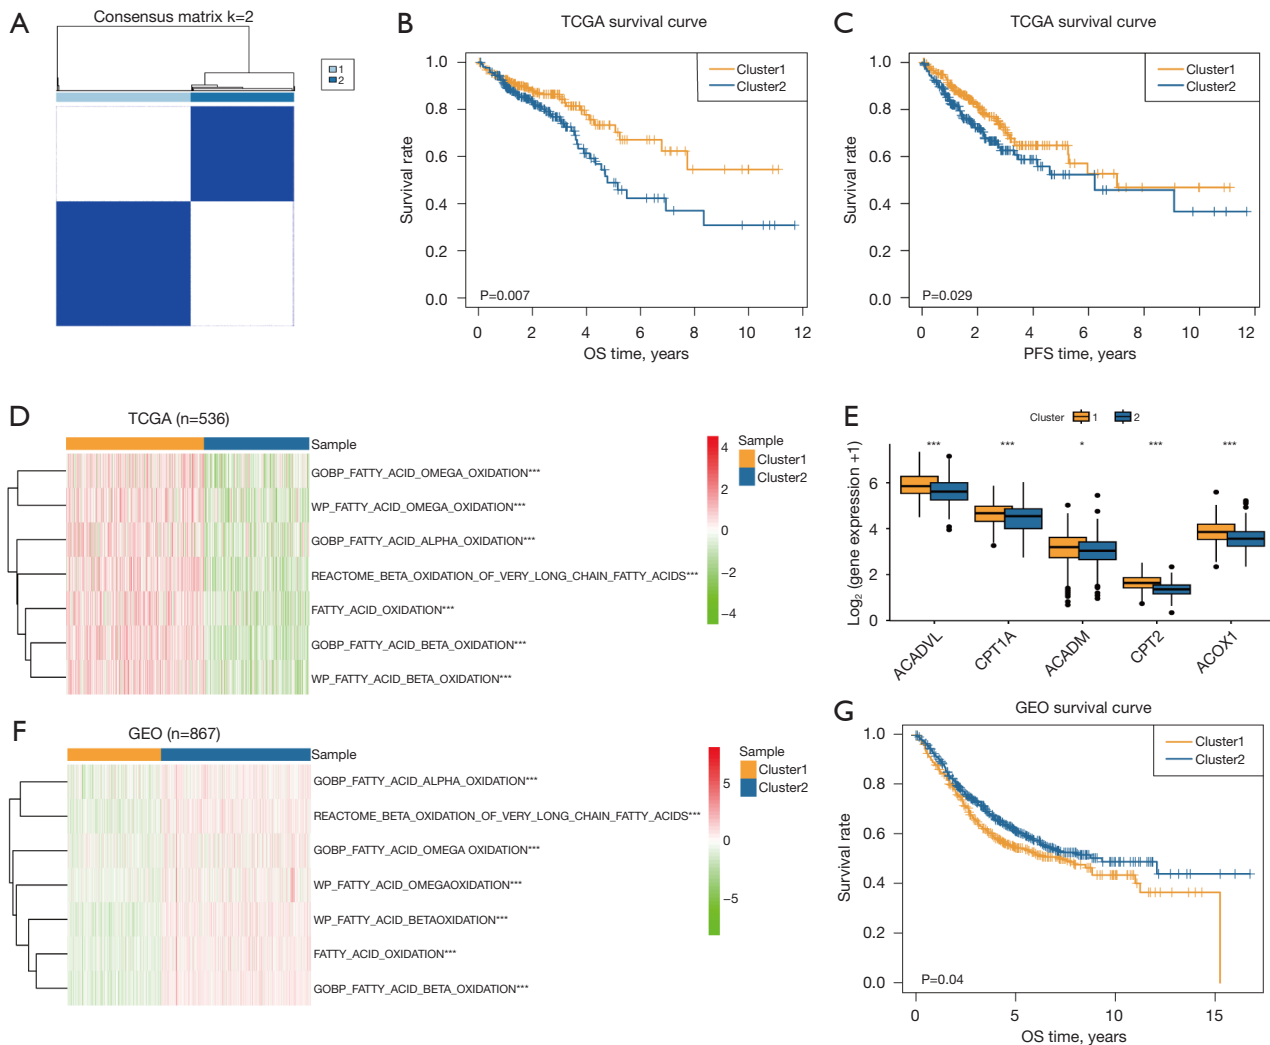 A
Consensus matrix k=2
1
2
B
TCGA survival curve
Cluster1
Cluster2
1.0
0.8
0.6
0.4
0.2
0.0
Survival rate
P=0.007
0 2 4 6 8 10 12
OS time, years
C
TCGA survival curve
Cluster1
Cluster2
1.0
0.8
0.6
0.4
0.2
0.0
Survival rate
P=0.029
0 2 4 6 8 10 12
PFS time, years
D
TCGA (n=536)
Sample
GOBP_FATTY_ACID_OMEGA_OXIDATION***
WP_FATTY_ACID_OMEGA_OXIDATION***
GOBP_FATTY_ACID_ALPHA_OXIDATION***
REACTOME_BETA_OXIDATION_OF_VERY_LONG_CHAIN_FATTY_ACIDS***
FATTY_ACID_OXIDATION***
GOBP_FATTY_ACID_BETA_OXIDATION***
WP_FATTY_ACID_BETA_OXIDATION***
4
2
0
−2
−4
Sample
Cluster1
Cluster2
E
Cluster 1 2
*** *** * *** ***
Log2 (gene expression +1)
6
4
2
0
ACADVL
CPT1A
ACADM
CPT2
ACOX1
F
GEO (n=867)
Sample
GOBP_FATTY_ACID_ALPHA_OXIDATION***
REACTOME_BETA_OXIDATION_OF_VERY_LONG_CHAIN_FATTY_ACIDS***
GOBP_FATTY_ACID_OMEGA OXIDATION***
WP_FATTY_ACID_OMEGAOXIDATION***
WP_FATTY_ACID_BETAOXIDATION***
FATTY_ACID_OXIDATION***
GOBP_FATTY_ACID_BETA_OXIDATION***
5
0
−5
Sample
Cluster1
Cluster2
G
GEO survival curve
Cluster1
Cluster2
1.0
0.8
0.6
0.4
0.2
0.0
Survival rate
P=0.04
0 5 10 15
OS time, years